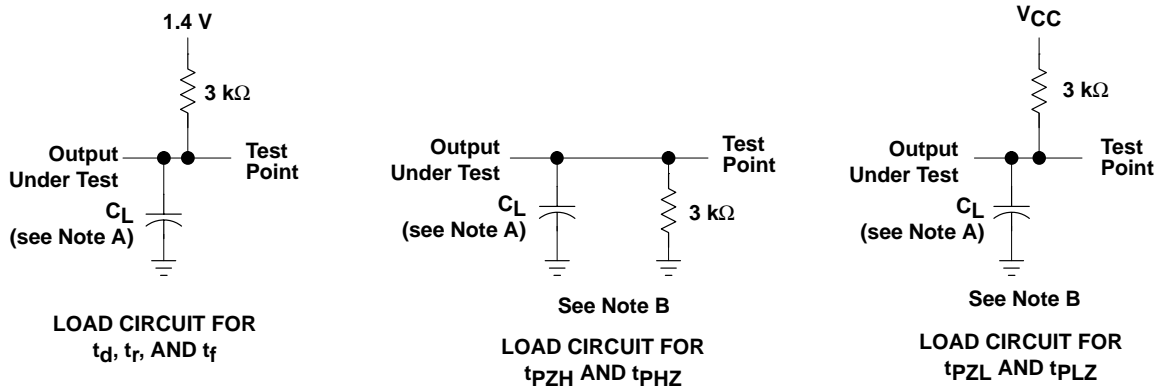 1.4 V
3 kΩ
Output
Under Test
Test
Point
CL
(see Note A)
LOAD CIRCUIT FOR
td, tr, AND tf
Output
Under Test
Test
Point
CL
(see Note A)
3 kΩ
See Note B
LOAD CIRCUIT FOR
tPZH AND tPHZ
VCC
3 kΩ
Output
Under Test
Test
Point
CL
(see Note A)
See Note B
LOAD CIRCUIT FOR
tPZL AND tPLZ